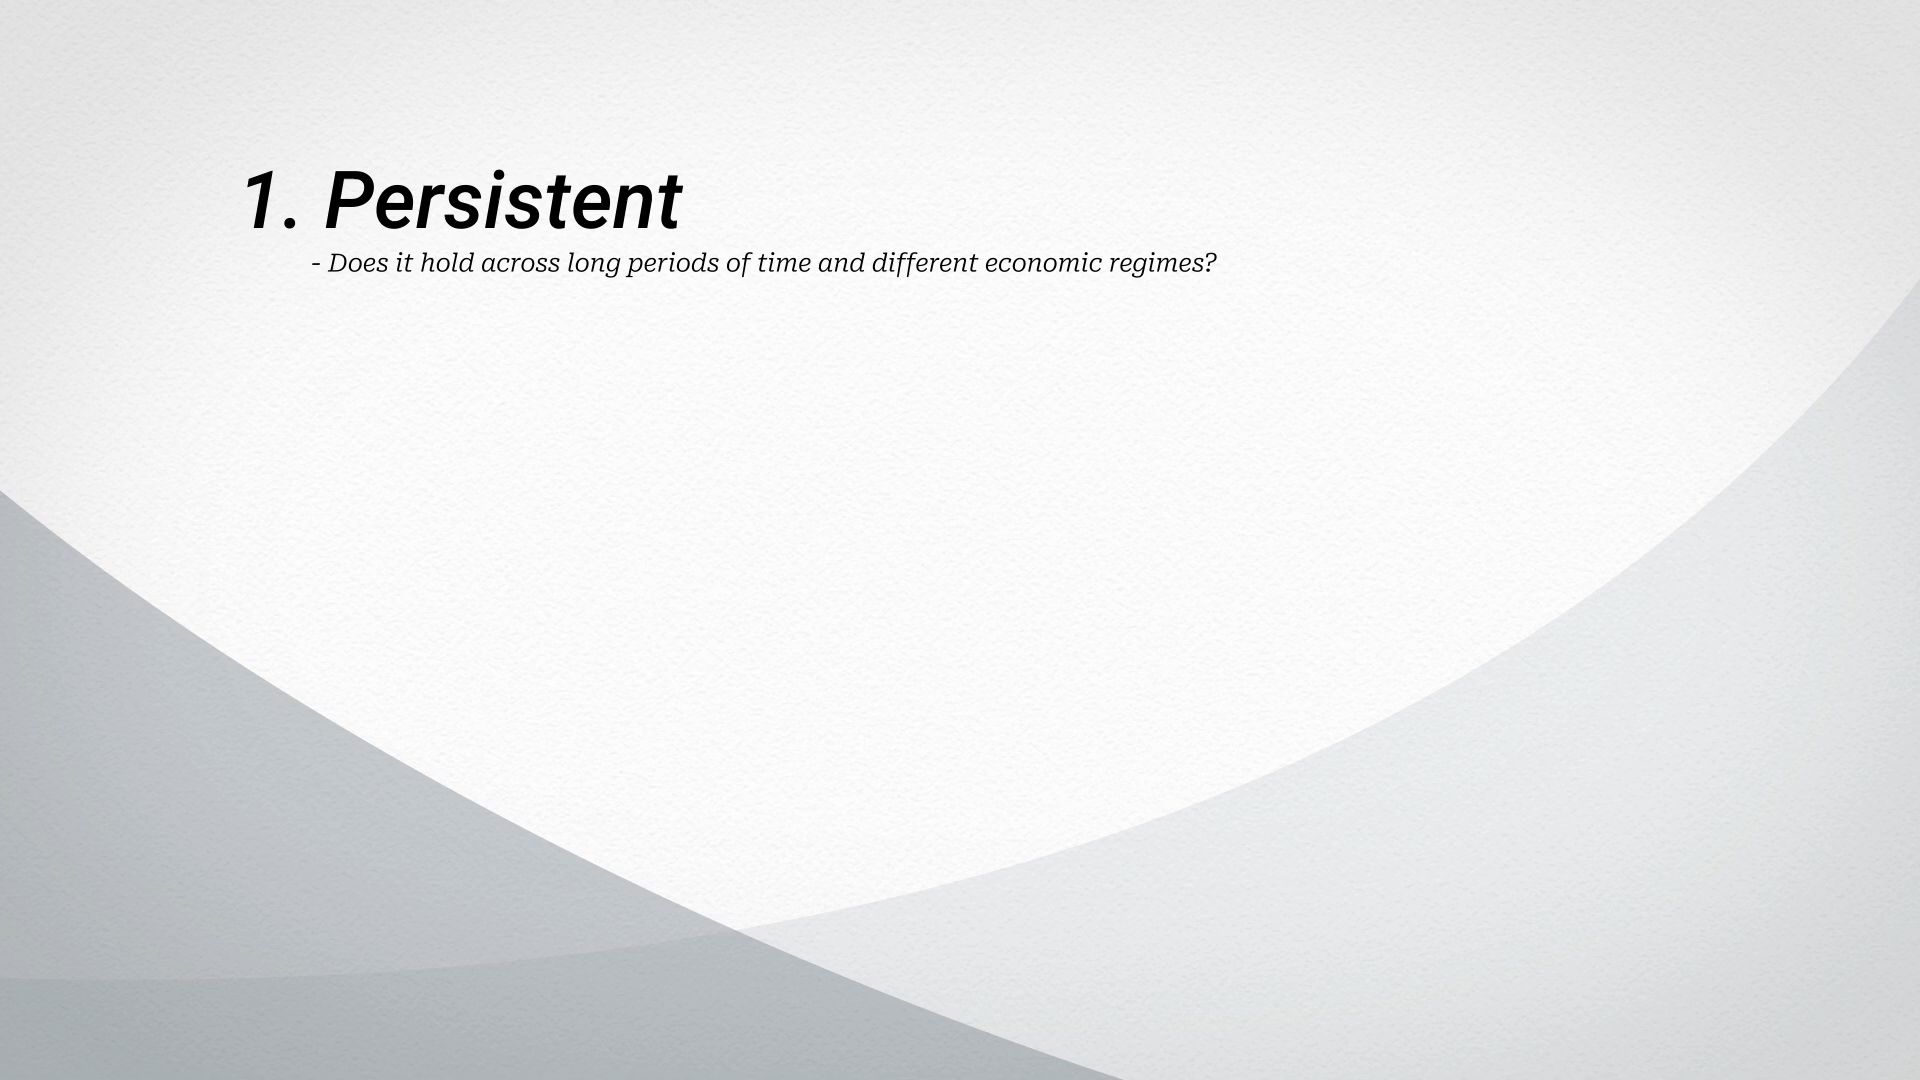 1. Persistent
- Does it hold across long periods of time and different economic regimes?